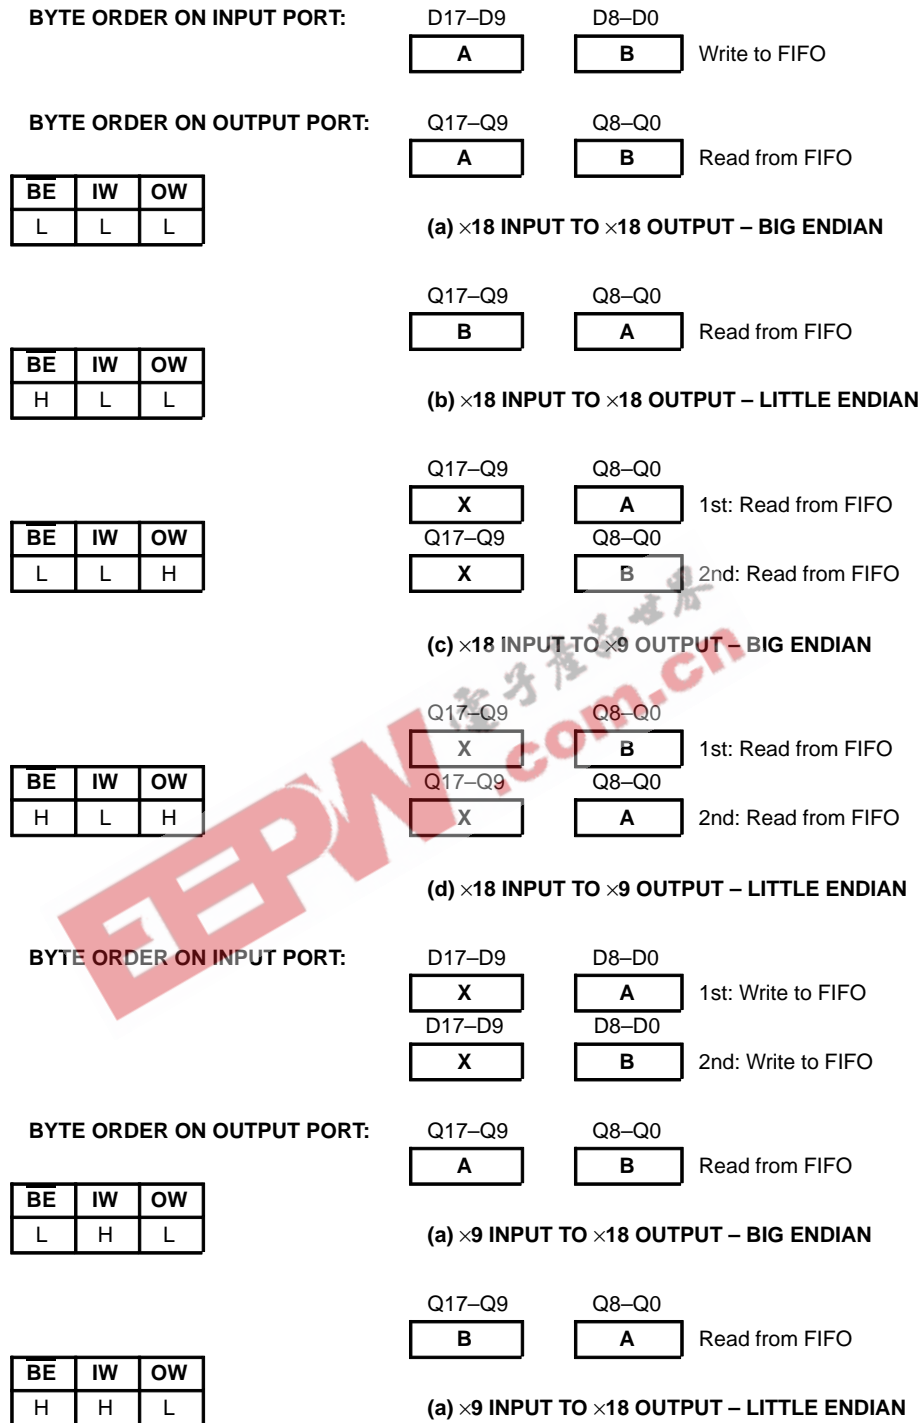 BYTE ORDER ON INPUT PORT: D17–D9 D8–D0
A B Write to FIFO
BYTE ORDER ON OUTPUT PORT: Q17–Q9 Q8–Q0
A B Read from FIFO
BE IW OW
L L L
(a) ×18 INPUT TO ×18 OUTPUT – BIG ENDIAN
Q17–Q9 Q8–Q0
B A Read from FIFO
BE IW OW
H L L
(b) ×18 INPUT TO ×18 OUTPUT – LITTLE ENDIAN
Q17–Q9 Q8–Q0
X A 1st: Read from FIFO
BE IW OW Q17–Q9 Q8–Q0
L L H X B 2nd: Read from FIFO
(c) ×18 INPUT TO ×9 OUTPUT – BIG ENDIAN
Q17–Q9 Q8–Q0
X B 1st: Read from FIFO
BE IW OW Q17–Q9 Q8–Q0
H L H X A 2nd: Read from FIFO
(d) ×18 INPUT TO ×9 OUTPUT – LITTLE ENDIAN
EEPW.com.cn
电子産品世界
BYTE ORDER ON INPUT PORT: D17–D9 D8–D0
X A 1st: Write to FIFO
D17–D9 D8–D0
X B 2nd: Write to FIFO
BYTE ORDER ON OUTPUT PORT: Q17–Q9 Q8–Q0
A B Read from FIFO
BE IW OW
L H L
(a) ×9 INPUT TO ×18 OUTPUT – BIG ENDIAN
Q17–Q9 Q8–Q0
B A Read from FIFO
BE IW OW
H H L
(a) ×9 INPUT TO ×18 OUTPUT – LITTLE ENDIAN